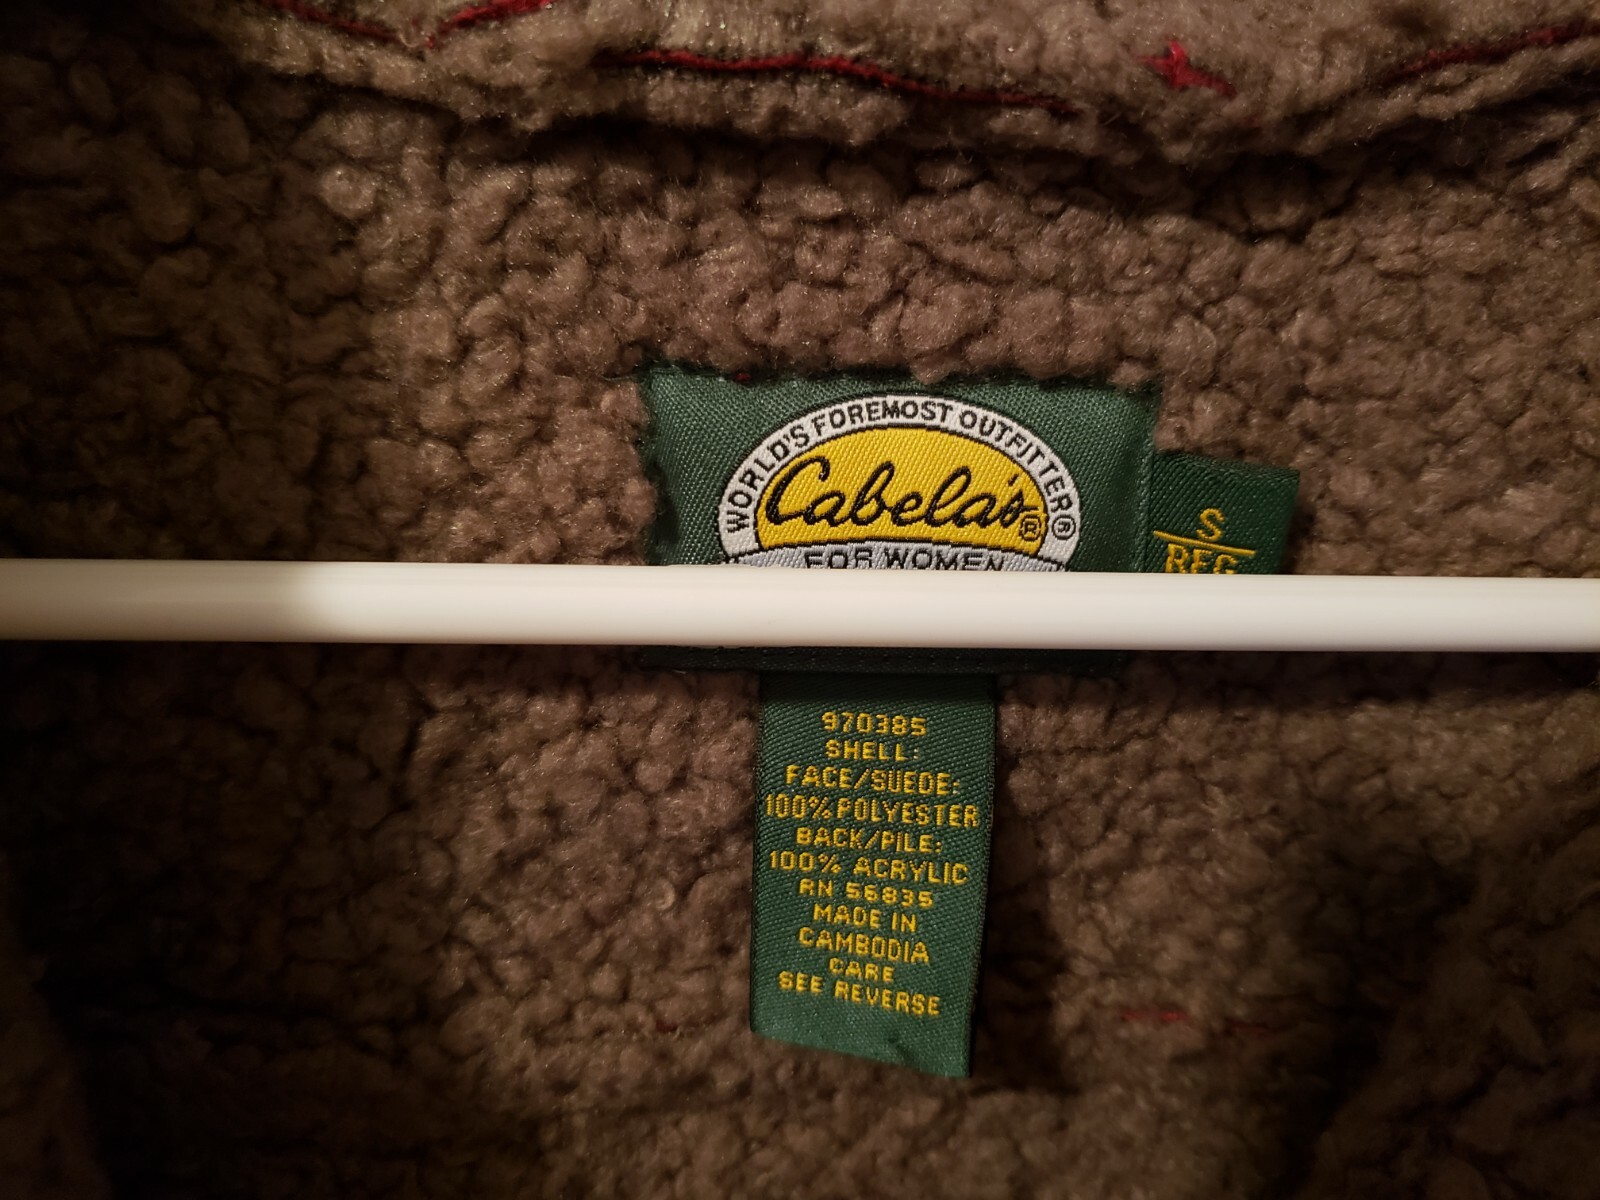 WORLD'S FOREMOST OUTFITTER®
Cabela's®
FOR WOMEN
S
REG
970385
SHELL:
FACE/SUEDE:
100% POLYESTER
BACK/PILE:
100% ACRYLIC
RN 56835
MADE IN
CAMBODIA
CARE
SEE REVERSE